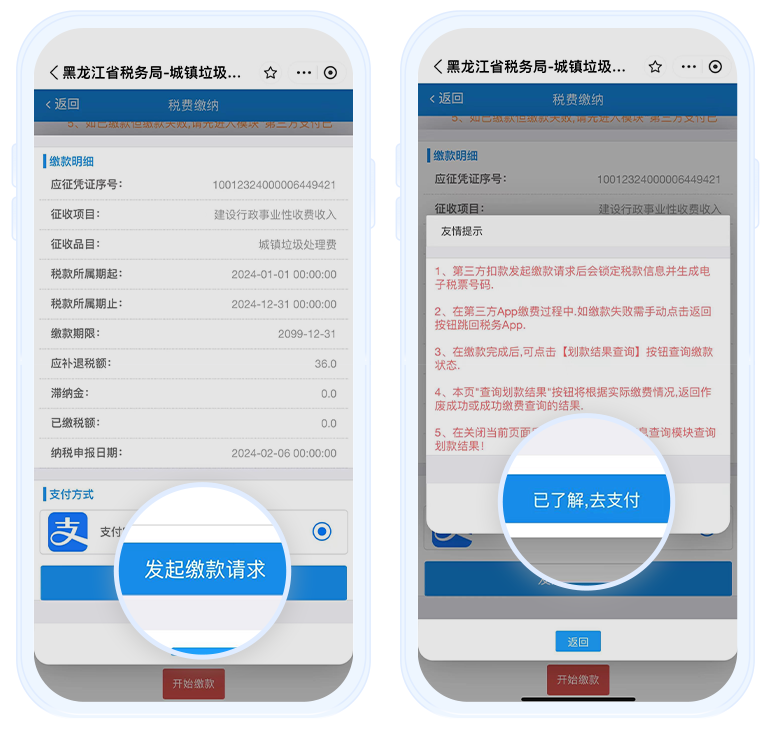 黑龙江省税务局-城镇垃圾...
返回
税费缴纳
5、如已缴款但缴款失败,请先进入模块"第三方支付已
缴款明细
应征凭证序号： 10012324000006449421
征收项目： 建设行政事业性收费收入
征收品目： 城镇垃圾处理费
税款所属期起： 2024-01-01 00:00:00
税款所属期止： 2024-12-31 00:00:00
缴款期限： 2099-12-31
应补退税额： 36.0
滞纳金： 0.0
已缴税额： 0.0
纳税申报日期： 2024-02-06 00:00:00
支付方式
支
支付
发起缴款请求
开始缴款
黑龙江省税务局-城镇垃圾...
返回
税费缴纳
5、如已缴款但缴款失败,请先进入模块"第三方支付已
缴款明细
应征凭证序号： 10012324000006449421
征收项目： 建设行政事业性收费收入
友情提示
1、第三方扣款发起缴款请求后会锁定税款信息并生成电
子税票号码.
2、在第三方App缴费过程中.如缴款失败需手动点击返回
按钮跳回税务App.
3、在缴款完成后,可点击【划款结果查询】按钮查询缴款
状态.
4、本页"查询划款结果"按钮将根据实际缴费情况,返回作
废成功或成功缴费查询的结果.
5、在关闭当前页面 息查询模块查询
划款结果！
已了解,去支付
返回
开始缴款